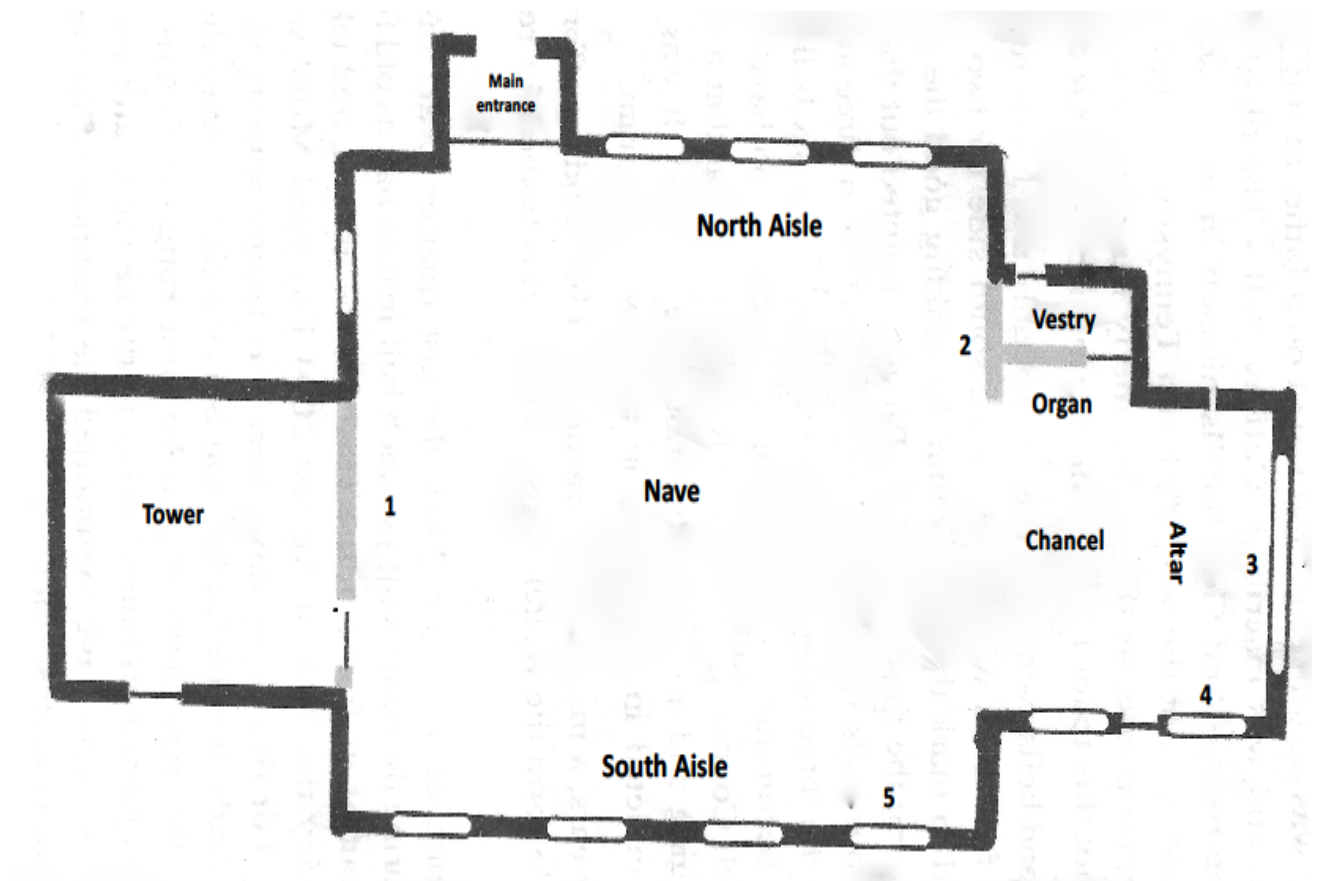 Main
entrance
North Aisle
Vestry
2
Organ
Nave
1
Tower
Chancel
Altar
3
4
South Aisle
5